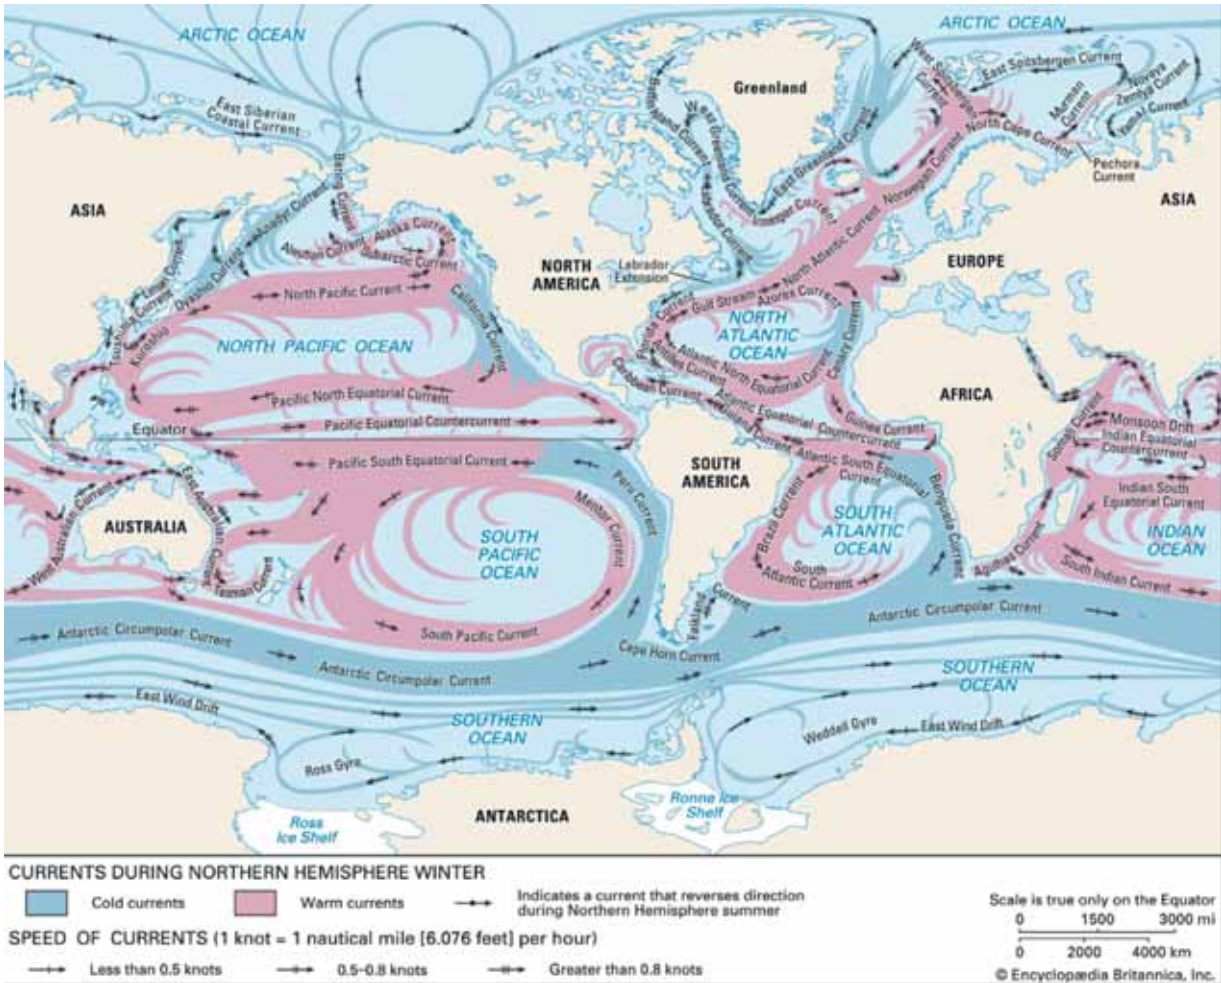 ARCTIC OCEAN
ARCTIC OCEAN
West Spitsbergen
Current
East Spitsbergen Current
Novaya
Zemlya Current
Murman
Current
Yamal Current
Greenland
East Siberian
Coastal Current
Baffin Island Current
West Greenland Current
East Greenland Current
North Cape Current
Pechora
Current
Norwegian Current
Bering Current
ASIA
ASIA
Anadyr Current
Alaska Current
Aleutian Current
Subarctic Current
Irminger Current
Labrador Current
North Atlantic Current
Liman Current
Oyashio Current
NORTH
AMERICA
Labrador
Extension
EUROPE
North Pacific Current
California Current
Tsushima Current
Kuroshio
Florida Current
Gulf Stream
Azores Current
NORTH PACIFIC OCEAN
NORTH
ATLANTIC
OCEAN
Canary Current
Antilles Current
Caribbean Current
Atlantic North Equatorial Current
AFRICA
Pacific North Equatorial Current
Atlantic Equatorial
Countercurrent
Guinea Current
Guiana Current
Somali Current
Monsoon Drift
Indian Equatorial
Countercurrent
Equator
Pacific Equatorial Countercurrent
Pacific South Equatorial Current
SOUTH
AMERICA
Atlantic South Equatorial
Current
Peru Current
Mentor Current
Brazil Current
Benguela Current
Indian South
Equatorial Current
AUSTRALIA
West Australian Current
East Australian Current
SOUTH
PACIFIC
OCEAN
SOUTH
ATLANTIC
OCEAN
INDIAN
OCEAN
Agulhas Current
South Indian Current
Tasman Current
South
Atlantic Current
Falkland
Current
South Pacific Current
Antarctic Circumpolar Current
Antarctic Circumpolar Current
Antarctic Circumpolar Current
Cape Horn Current
SOUTHERN
OCEAN
SOUTHERN
OCEAN
East Wind Drift
East Wind Drift
Weddell Gyre
Ross Gyre
Ross
Ice Shelf
ANTARCTICA
Ronne Ice
Shelf
CURRENTS DURING NORTHERN HEMISPHERE WINTER
Cold currents
Warm currents
Indicates a current that reverses direction
during Northern Hemisphere summer
SPEED OF CURRENTS (1 knot = 1 nautical mile [6.076 feet] per hour)
Less than 0.5 knots
0.5-0.8 knots
Greater than 0.8 knots
Scale is true only on the Equator
0 1500 3000 mi
0 2000 4000 km
© Encyclopædia Britannica, Inc.